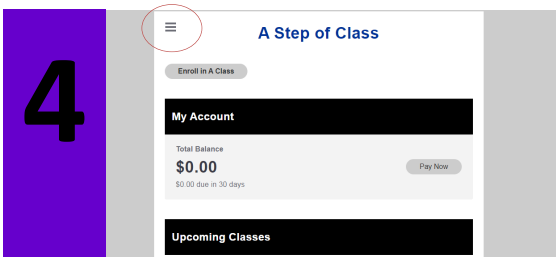 4
A Step of Class
Enroll in A Class
My Account
Total Balance
$0.00
Pay Now
$0.00 due in 30 days
Upcoming Classes